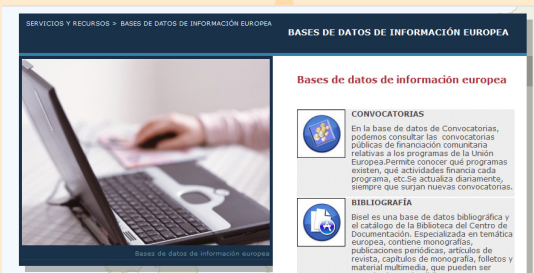 SERVICIOS Y RECURSOS > BASES DE DATOS DE INFORMACIÓN EUROPEA
BASES DE DATOS DE INFORMACIÓN EUROPEA
Bases de datos de información europea
Bases de datos de información europea
CONVOCATORIAS
En la base de datos de Convocatorias,
podemos consultar las convocatorias
públicas de financiación comunitaria
relativas a los programas de la Unión
Europea.Permite conocer qué programas
existen, qué actividades financia cada
programa, etc.Se actualiza diariamente,
siempre que surjan nuevas convocatorias.
BIBLIOGRAFÍA
Bisel es una base de datos bibliográfica y
el catálogo de la Biblioteca del Centro de
Documentación. Especializada en temática
europea, contiene monografías,
publicaciones periódicas, artículos de
revista, capítulos de monografía, folletos y
material multimedia, que pueden ser